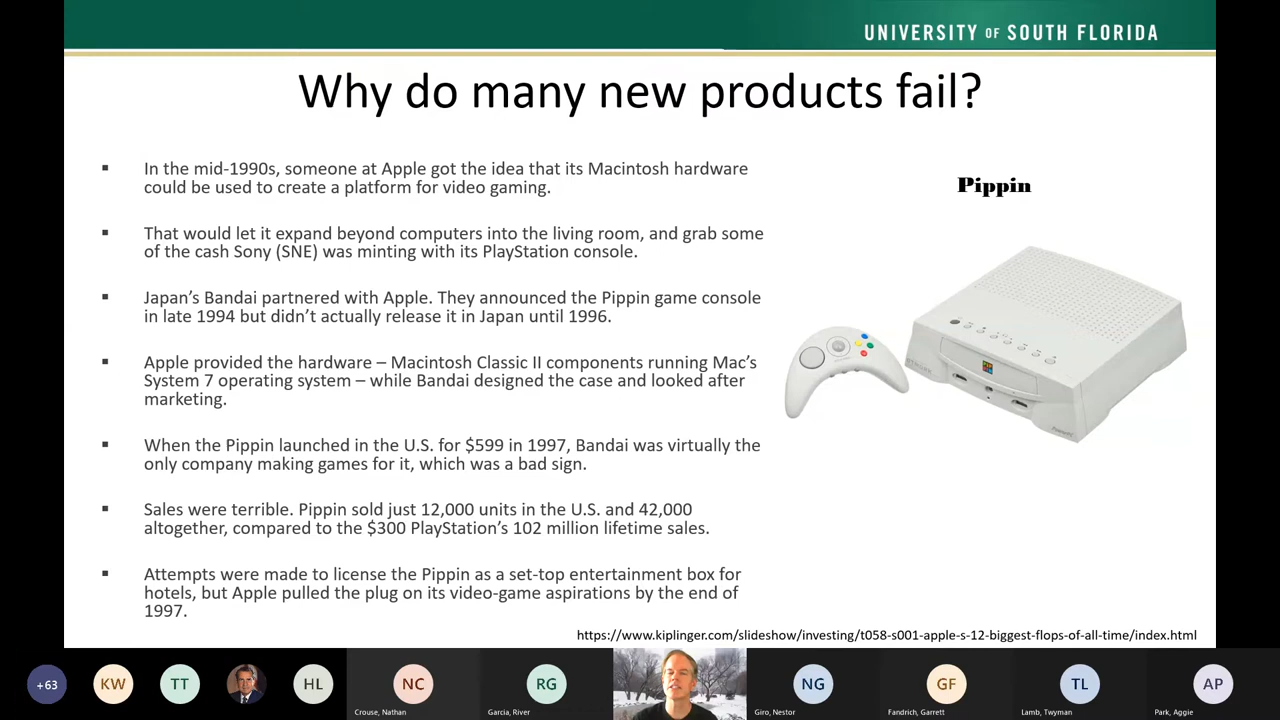 UNIVERSITY OF SOUTH FLORIDA
Why do many new products fail?
▪ In the mid-1990s, someone at Apple got the idea that its Macintosh hardware
could be used to create a platform for video gaming.
▪ That would let it expand beyond computers into the living room, and grab some
of the cash Sony (SNE) was minting with its PlayStation console.
▪ Japan’s Bandai partnered with Apple. They announced the Pippin game console
in late 1994 but didn’t actually release it in Japan until 1996.
▪ Apple provided the hardware – Macintosh Classic II components running Mac’s
System 7 operating system – while Bandai designed the case and looked after
marketing.
▪ When the Pippin launched in the U.S. for $599 in 1997, Bandai was virtually the
only company making games for it, which was a bad sign.
▪ Sales were terrible. Pippin sold just 12,000 units in the U.S. and 42,000
altogether, compared to the $300 PlayStation’s 102 million lifetime sales.
▪ Attempts were made to license the Pippin as a set-top entertainment box for
hotels, but Apple pulled the plug on its video-game aspirations by the end of
1997.
Pippin
https://www.kiplinger.com/slideshow/investing/t058-s001-apple-s-12-biggest-flops-of-all-time/index.html
+63
KW
TT
HL
NC
Crouse, Nathan
RG
Garcia, River
NG
Giro, Nestor
GF
Fandrich, Garrett
TL
Lamb, Twyman
AP
Park, Aggie